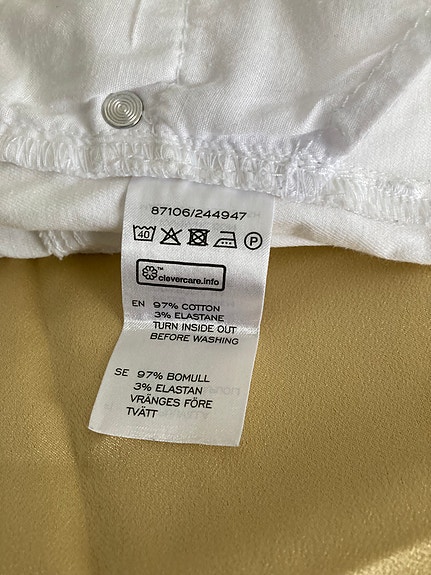 87106/244947
40 P
clevercare.info
EN 97% COTTON
3% ELASTANE
TURN INSIDE OUT
BEFORE WASHING
SE 97% BOMULL
3% ELASTAN
VRÄNGES FÖRE
TVÄTT